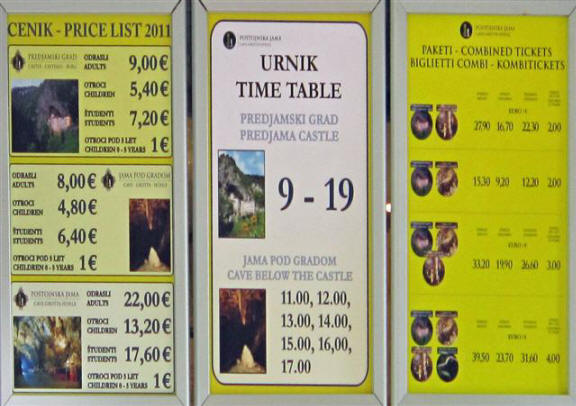 CENIK - PRICE LIST 2011
PREDJAMSKI GRAD
ODRASLI
ADULTS
9,00€
OTROCI
CHILDREN
5,40€
ŠTUDENTI
STUDENTS
7,20€
OTROCI POD 5 LET
CHILDREN 0 - 5 YEARS
1€
ODRASLI
ADULTS
8,00€
JAMA POD GRADOM
OTROCI
CHILDREN
4,80€
ŠTUDENTI
STUDENTS
6,40€
OTROCI POD 5 LET
CHILDREN 0 - 5 YEARS
1€
POSTOJNSKA JAMA
ODRASLI
ADULTS
22,00€
OTROCI
CHILDREN
13,20€
ŠTUDENTI
STUDENTS
17,60€
OTROCI POD 5 LET
CHILDREN 0 - 5 YEARS
1€
POSTOJNSKA JAMA
URNIK
TIME TABLE
PREDJAMSKI GRAD
PREDJAMA CASTLE
9 - 19
JAMA POD GRADOM
CAVE BELOW THE CASTLE
11.00, 12.00,
13.00, 14.00,
15.00, 16,00,
17.00
POSTOJNSKA JAMA
PAKETI - COMBINED TICKETS
BIGLIETTI COMBI - KOMBITICKETS
27,90 16,70 22,30 2,00
15,30 9,20 12,20 2,00
33,20 19,90 26,60 3,00
39,50 23,70 31,60 4,00